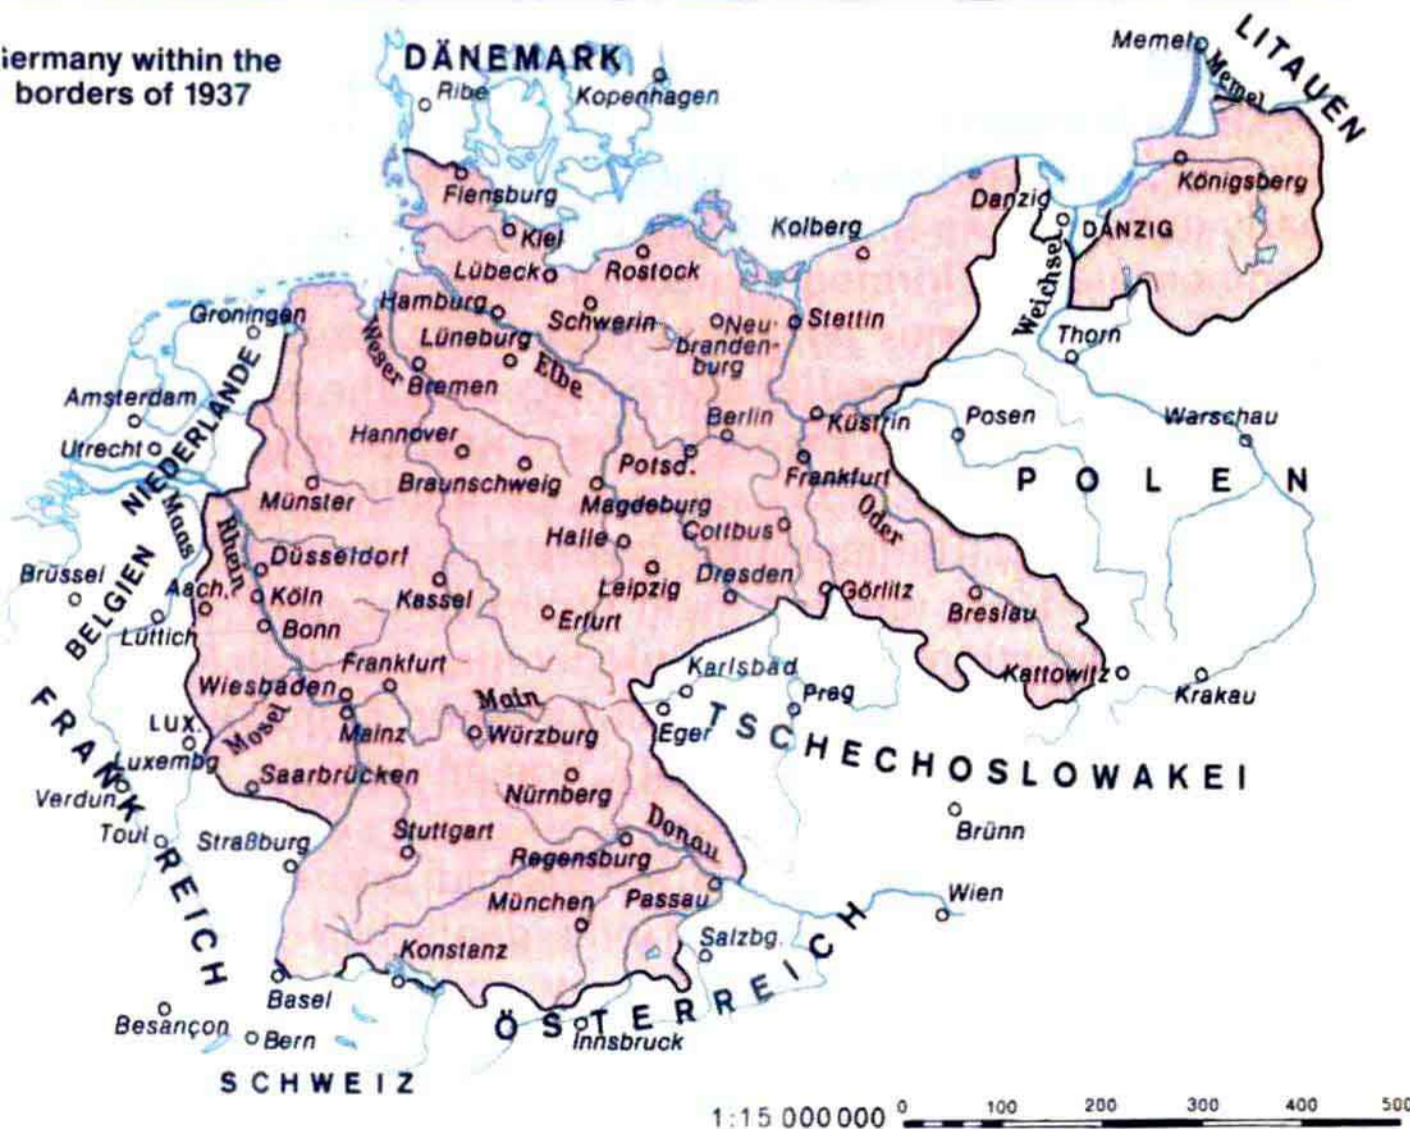 Germany within the
borders of 1937
DÄNEMARK
Ribe
Kopenhagen
Memel
Memel
LITAUEN
Flensburg
Kiel
Lübeck
Rostock
Kolberg
Danzig
DANZIG
Königsberg
Groningen
Hamburg
Schwerin
Neu-
branden-
burg
Stettin
Weichsel
Thorn
Weser
Lüneburg
Elbe
Bremen
Amsterdam
NIEDERLANDE
Utrecht
Hannover
Berlin
Küstrin
Posen
Warschau
Braunschweig
Potsd.
Frankfurt
POLEN
Münster
Magdeburg
Oder
Maas
Rhein
Halle
Cottbus
Brüssel
BELGIEN
Düsseldorf
Aach.
Köln
Kassel
Leipzig
Dresden
Görlitz
Breslau
Lüttich
Bonn
Erfurt
Frankfurt
Karlsbad
Kattowitz
Krakau
Wiesbaden
Main
Prag
FRANKREICH
LUX.
Mosel
Mainz
Würzburg
Eger
TSCHECHOSLOWAKEI
Luxembg
Saarbrücken
Nürnberg
Verdun
Toul
Straßburg
Stuttgart
Donau
Brünn
Regensburg
München
Passau
Wien
Konstanz
Salzbg.
Basel
ÖSTERREICH
Besançon
Bern
Innsbruck
SCHWEIZ
1:15 000 000
0 100 200 300 400 500